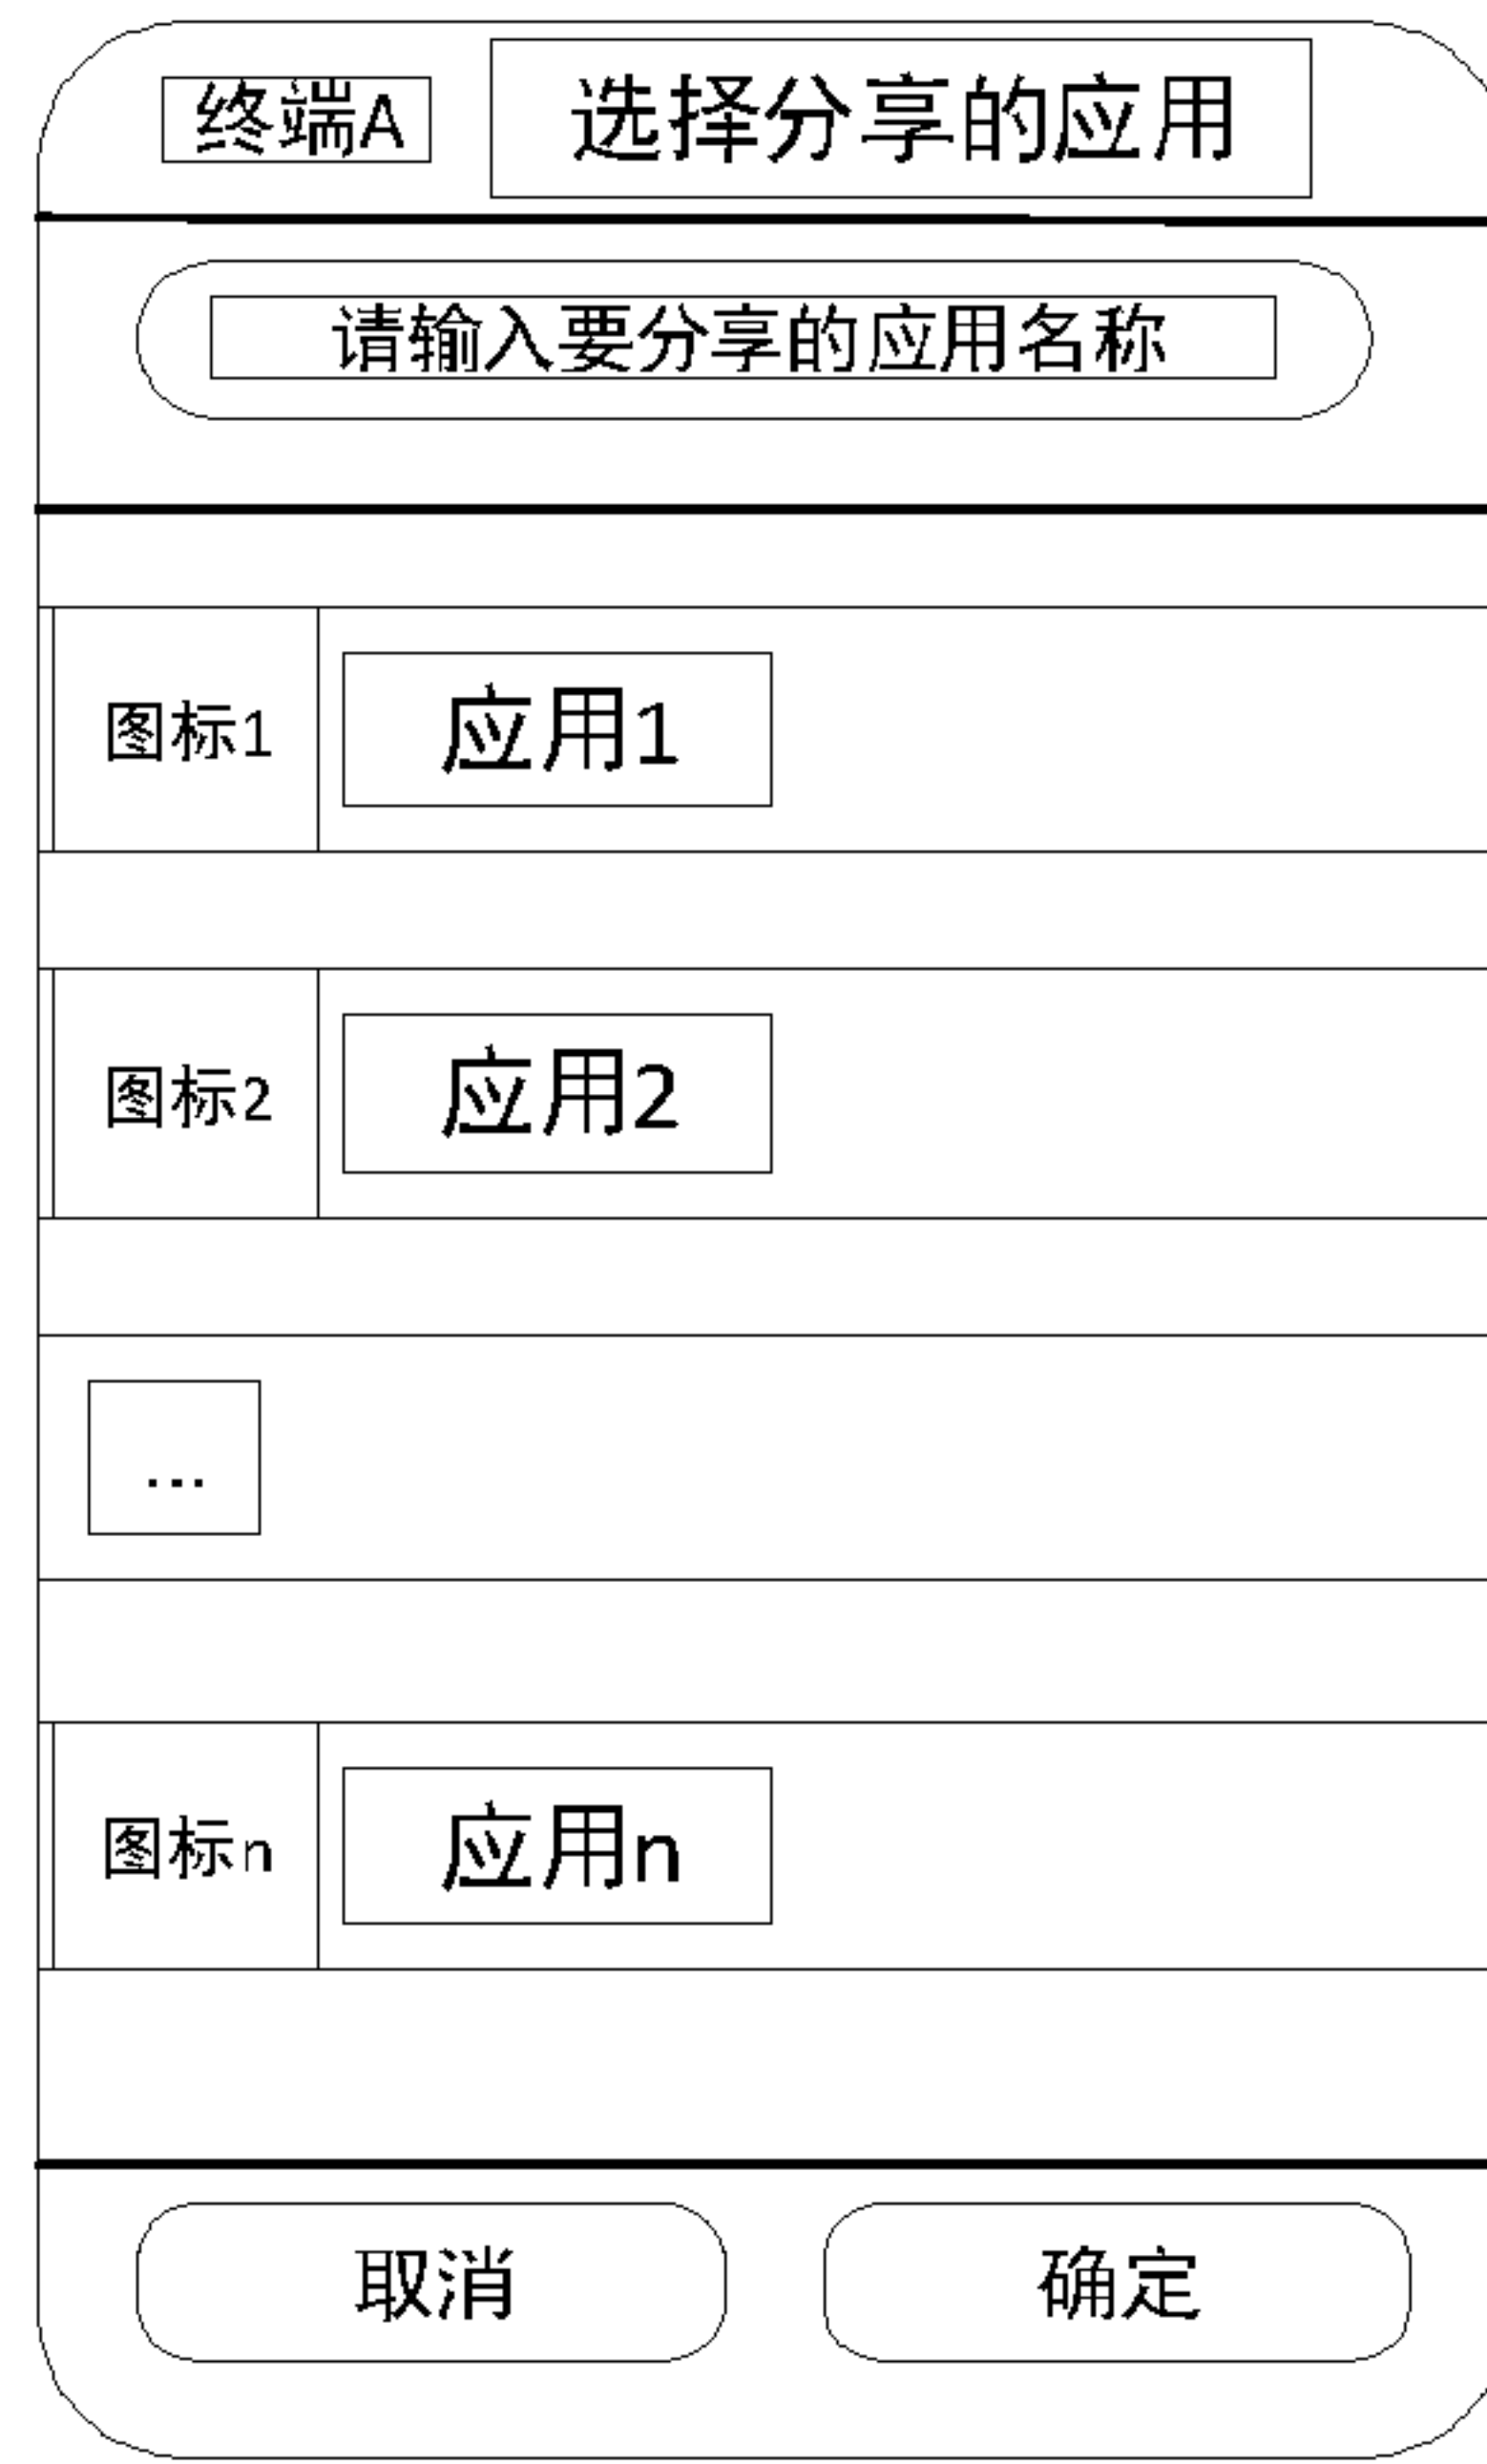 终端A 选择分享的应用
请输入要分享的应用名称
图标1 应用1
图标2 应用2
...
图标n 应用n
取消 确定